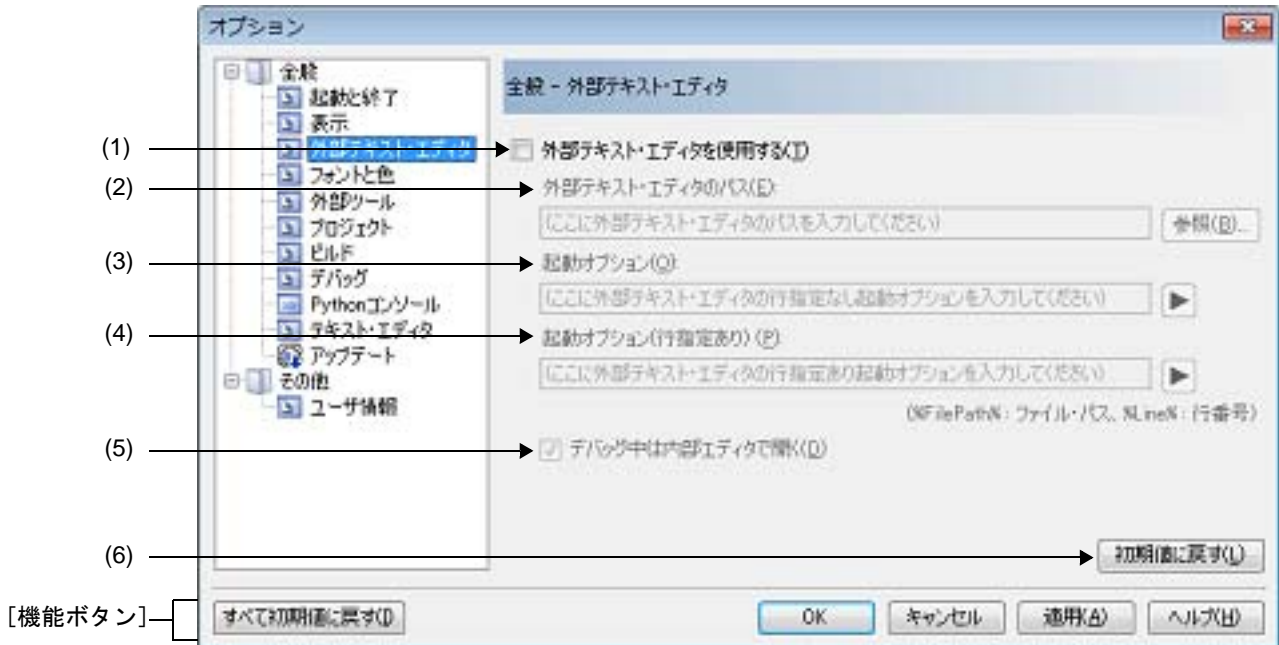 オプション
全般
起動と終了
表示
外部テキスト・エディタ
フォントと色
外部ツール
プロジェクト
ビルド
デバッグ
Pythonコンソール
テキスト・エディタ
アップデート
その他
ユーザ情報
全般 - 外部テキスト・エディタ
(1)
外部テキスト・エディタを使用する(T)
(2)
外部テキスト・エディタのパス(E):
(ここに外部テキスト・エディタのパスを入力してください)
参照(R)...
(3)
起動オプション(O):
(ここに外部テキスト・エディタの行指定なし起動オプションを入力してください)
(4)
起動オプション(行指定あり) (P):
(ここに外部テキスト・エディタの行指定あり起動オプションを入力してください)
(%FilePath% : ファイル・パス、%Line% : 行番号)
(5)
デバッグ中は内部エディタで開く(D)
(6)
初期値に戻す(L)
[機能ボタン]
すべて初期値に戻す(I)
OK
キャンセル
適用(A)
ヘルプ(H)